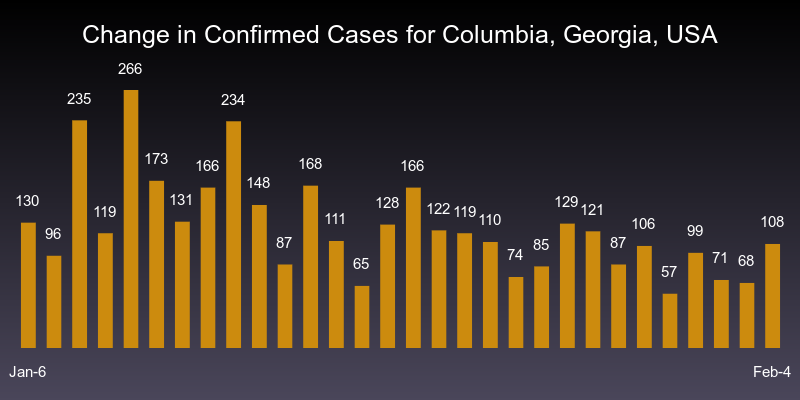 Change in Confirmed Cases for Columbia, Georgia, USA
130 96 235 119 266 173 131 166 234 148 87 168 111 65 128 166 122 119 110 74 85 129 121 87 106 57 99 71 68 108
Jan-6 Feb-4